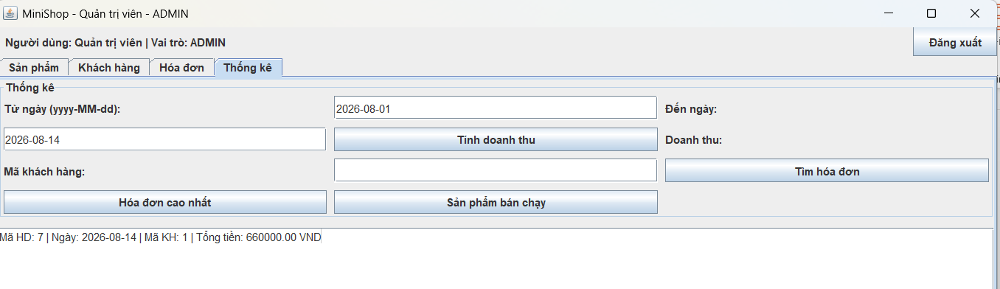 MiniShop - Quản trị viên - ADMIN
Người dùng: Quản trị viên | Vai trò: ADMIN
Đăng xuất
Sản phẩm Khách hàng Hóa đơn Thống kê
Thống kê
Từ ngày (yyyy-MM-dd): 2026-08-01 Đến ngày:
2026-08-14 Tính doanh thu Doanh thu:
Mã khách hàng: Tìm hóa đơn
Hóa đơn cao nhất Sản phẩm bán chạy
Mã HD: 7 | Ngày: 2026-08-14 | Mã KH: 1 | Tổng tiền: 660000.00 VND